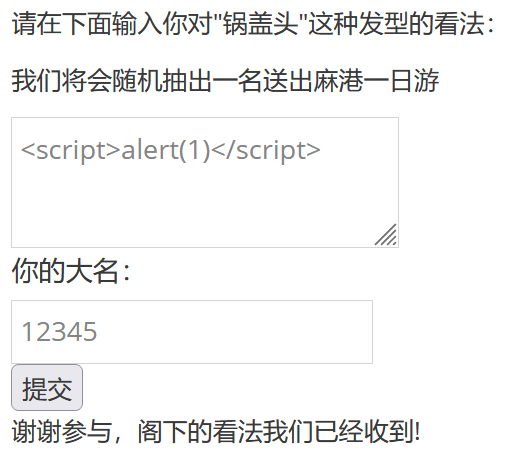 请在下面输入你对"锅盖头"这种发型的看法：
我们将会随机抽出一名送出麻港一日游
<script>alert(1)</script>
你的大名：
12345
提交
谢谢参与，阁下的看法我们已经收到!